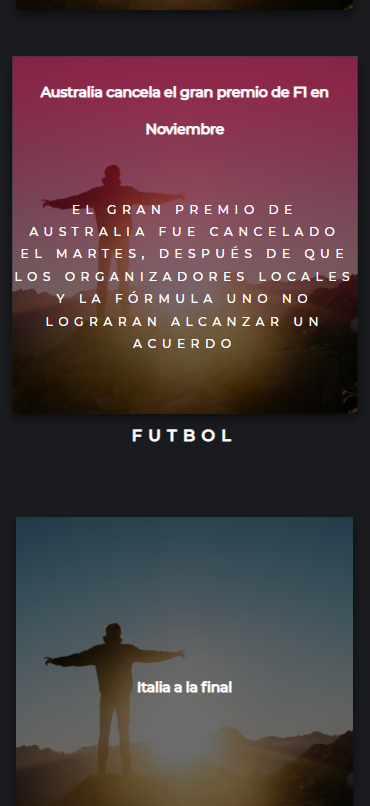 Australia cancela el gran premio de F1 en
Noviembre
EL GRAN PREMIO DE
AUSTRALIA FUE CANCELADO
EL MARTES, DESPUÉS DE QUE
LOS ORGANIZADORES LOCALES
Y LA FÓRMULA UNO NO
LOGRARAN ALCANZAR UN
ACUERDO
FUTBOL
Italia a la final